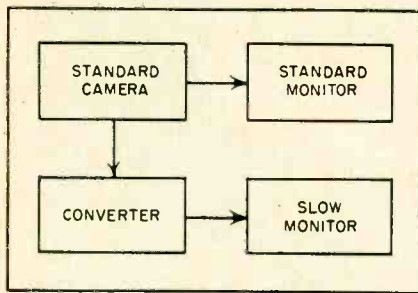 STANDARD
CAMERA
STANDARD
MONITOR
CONVERTER
SLOW
MONITOR